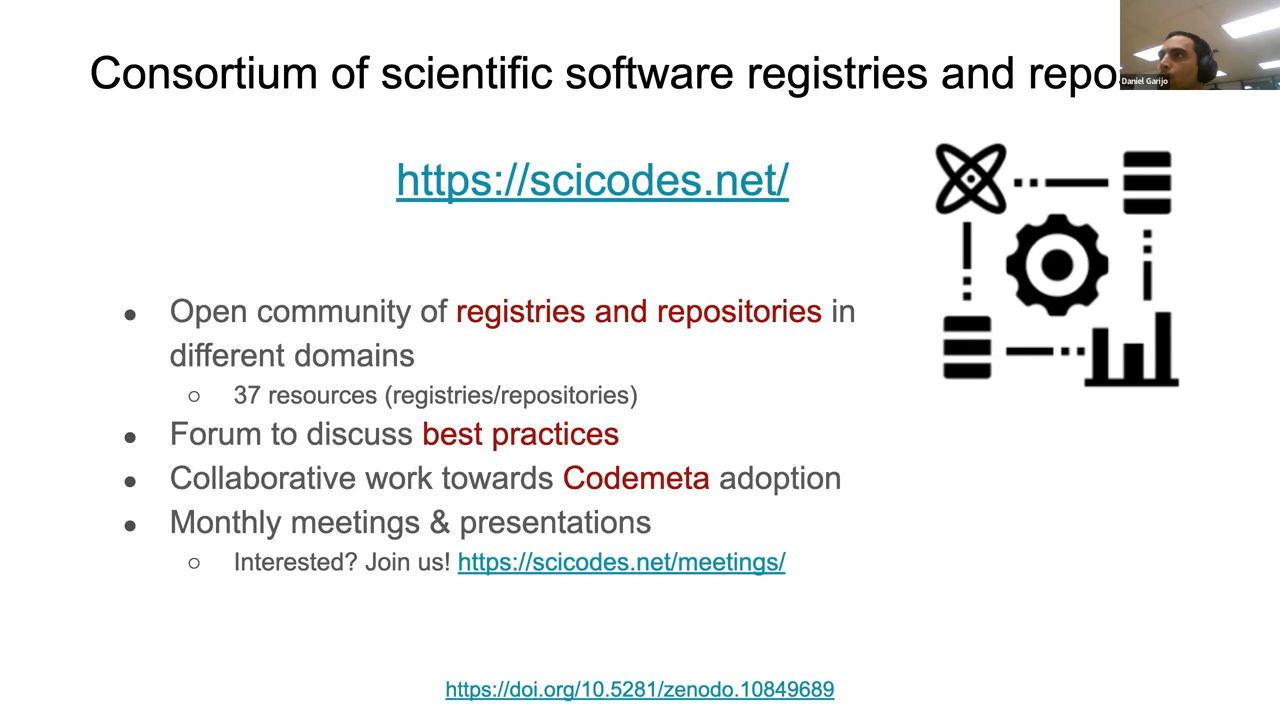 Consortium of scientific software registries and repo
Daniel Garijo
https://scicodes.net/
● Open community of registries and repositories in
different domains
○ 37 resources (registries/repositories)
● Forum to discuss best practices
● Collaborative work towards Codemeta adoption
● Monthly meetings & presentations
○ Interested? Join us! https://scicodes.net/meetings/
https://doi.org/10.5281/zenodo.10849689